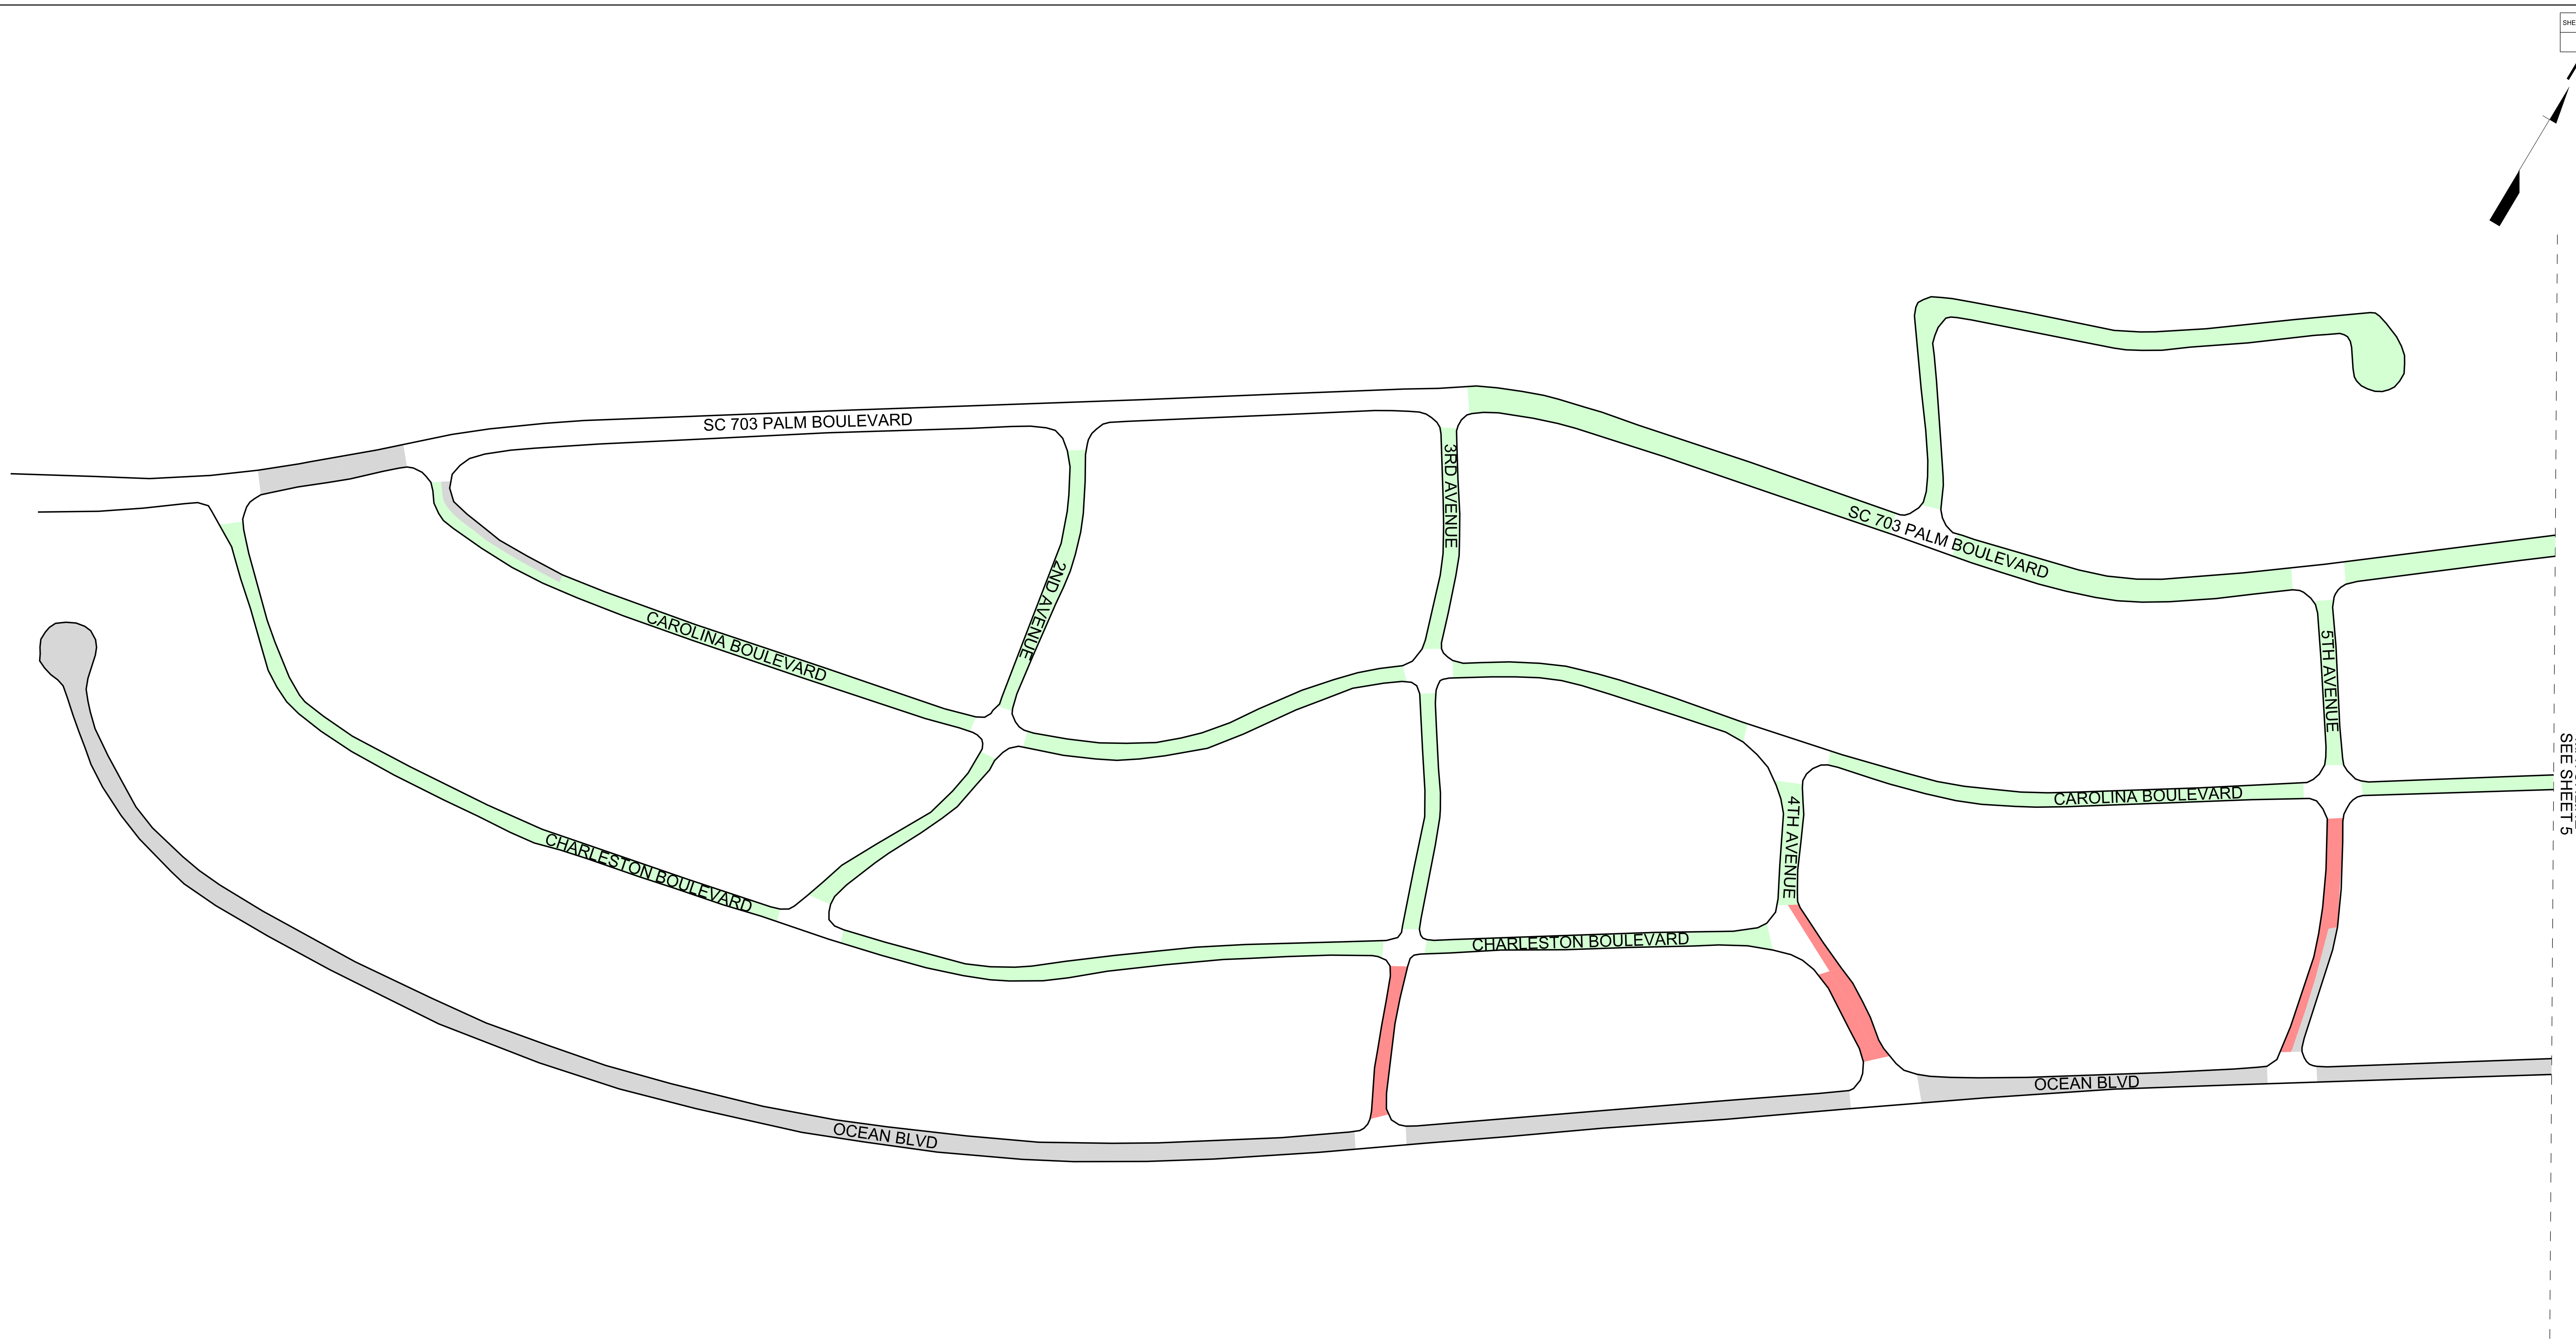 SHE
SC 703 PALM BOULEVARD
3RD AVENUE
SC 703 PALM BOULEVARD
2ND AVENUE
CAROLINA BOULEVARD
5TH AVENUE
SEE SHEET 5
CAROLINA BOULEVARD
4TH AVENUE
CHARLESTON BOULEVARD
CHARLESTON BOULEVARD
OCEAN BLVD
OCEAN BLVD